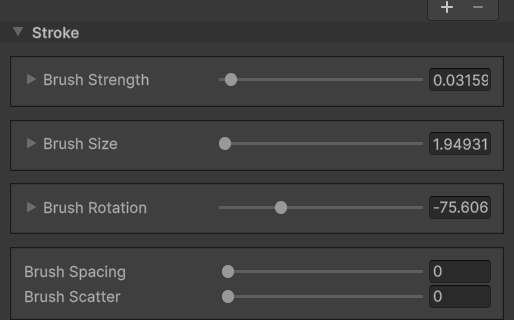 Stroke
Brush Strength 0.03159
Brush Size 1.94931
Brush Rotation -75.606
Brush Spacing 0
Brush Scatter 0